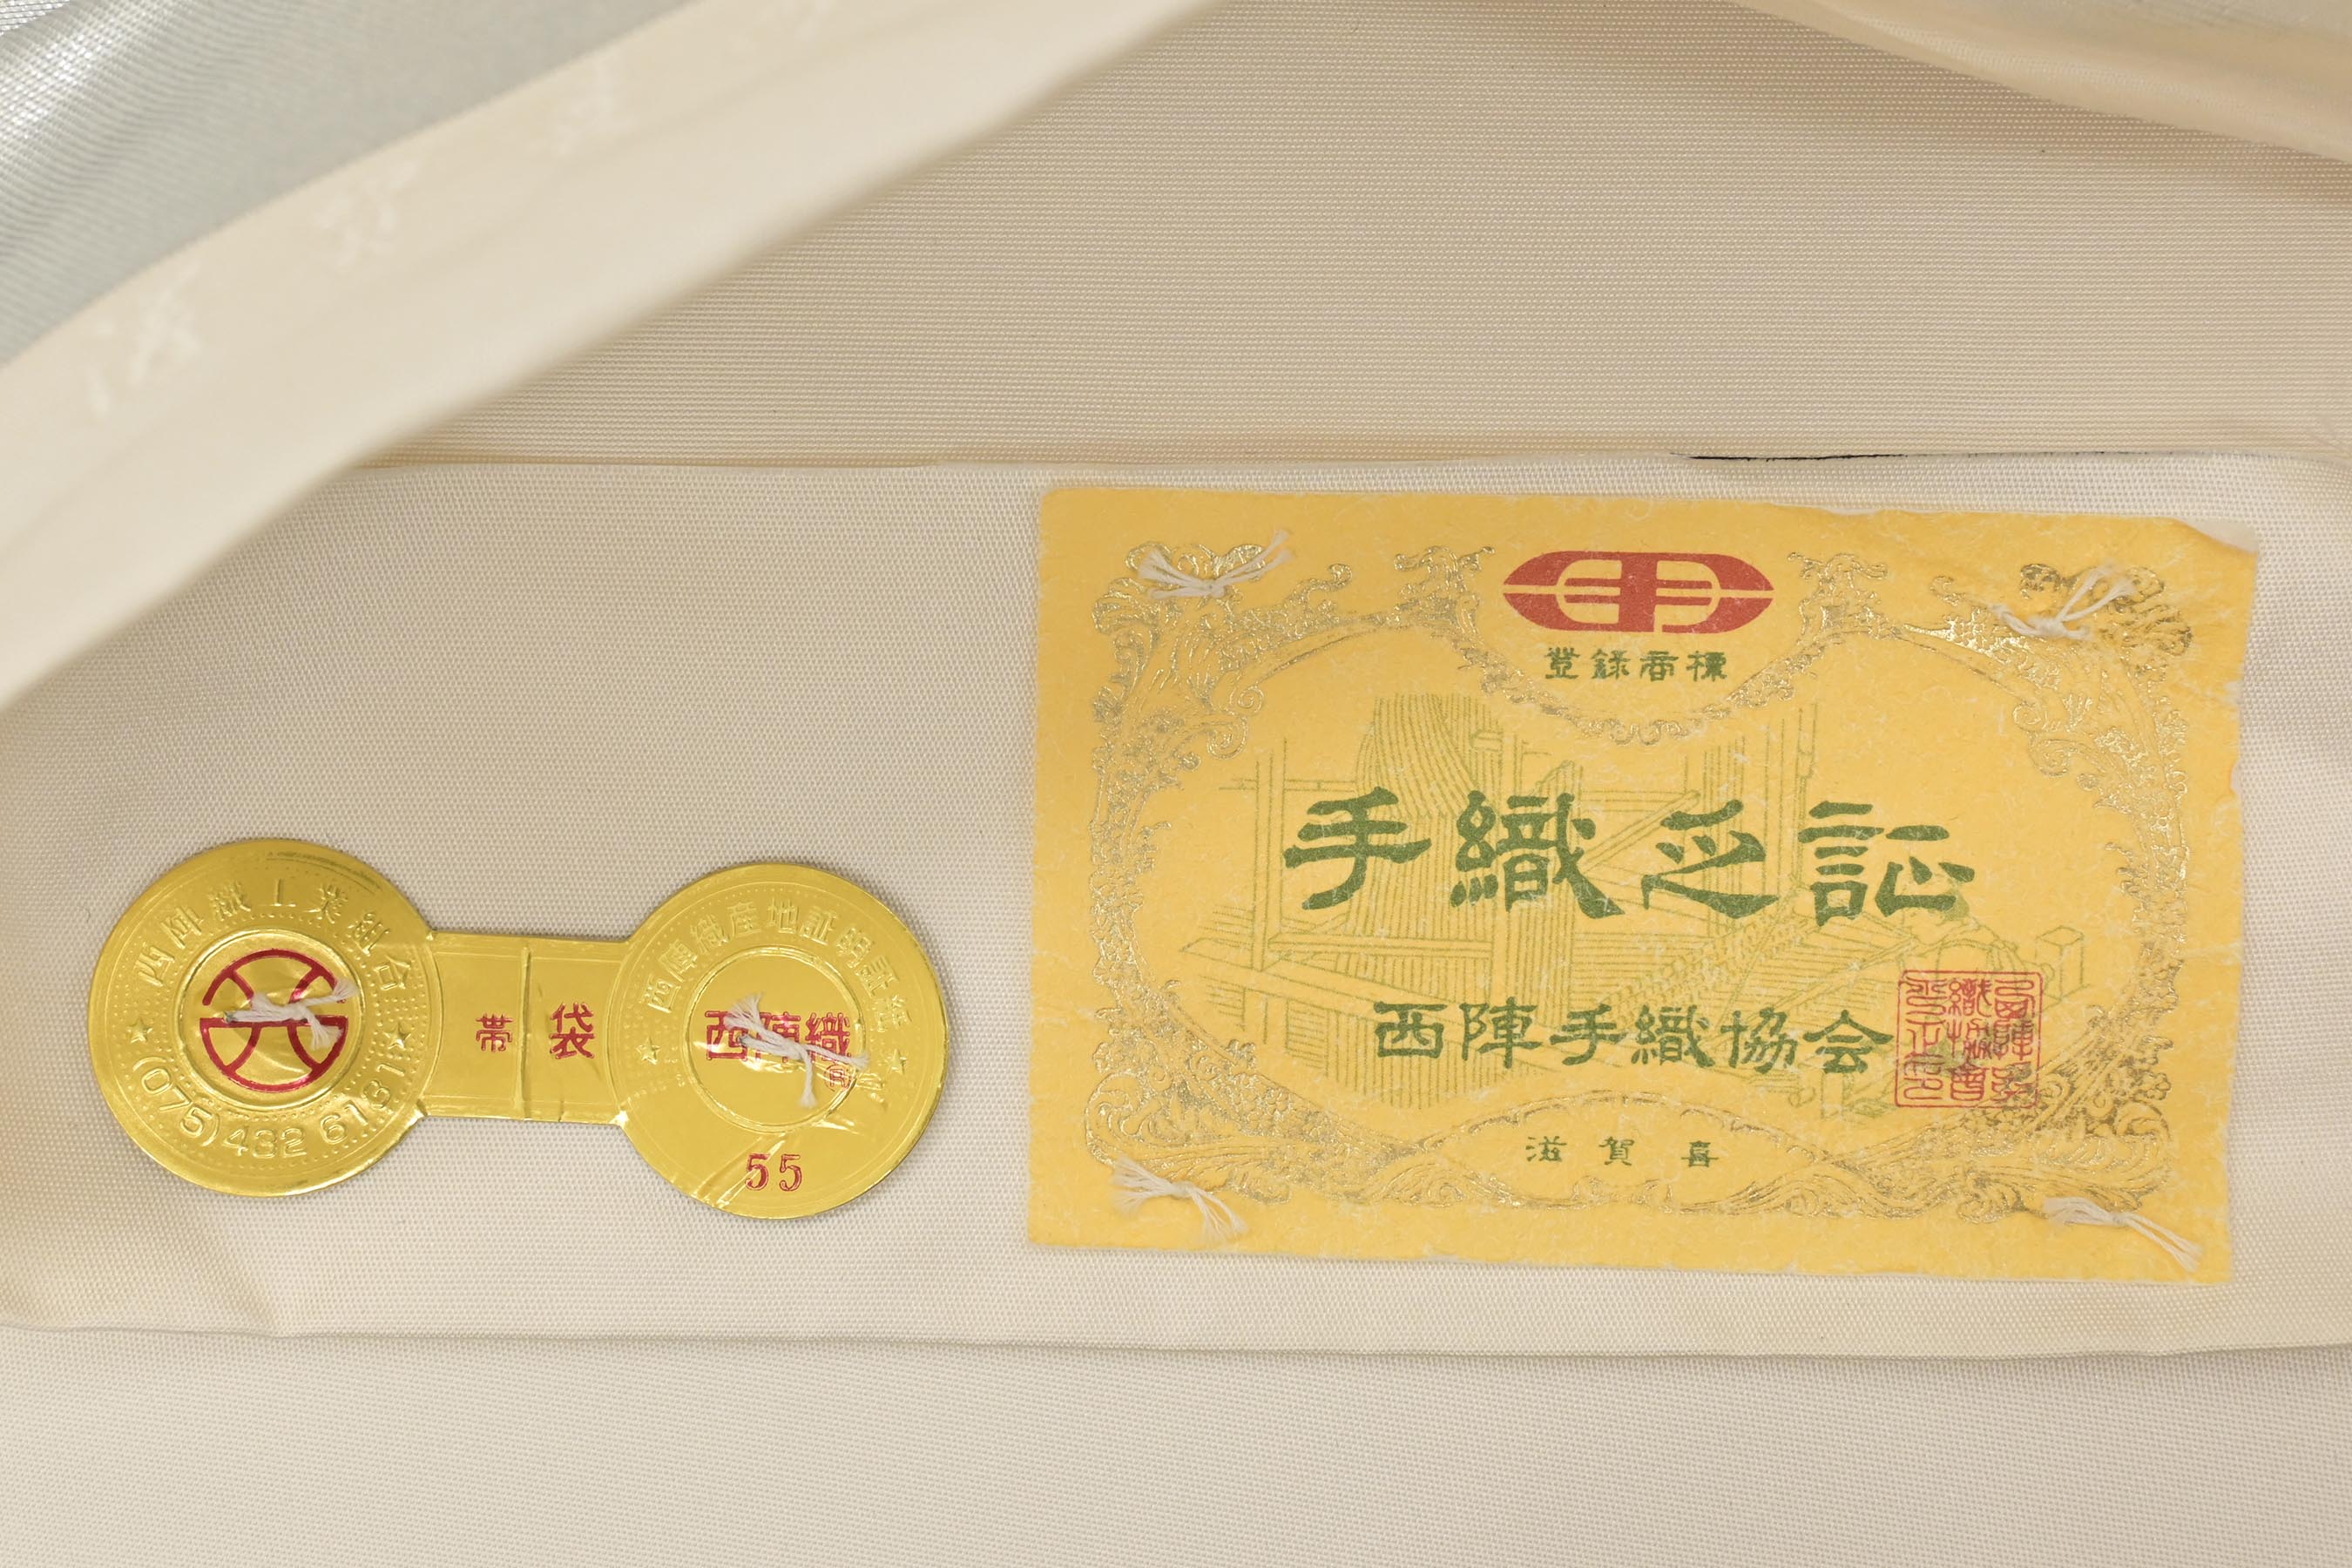 西陣織工業組合
(075) 432 6131
帯 袋
西陣織産地証明証紙
西陣織
55
登録商標
手織之証
西陣手織協会
滋賀喜